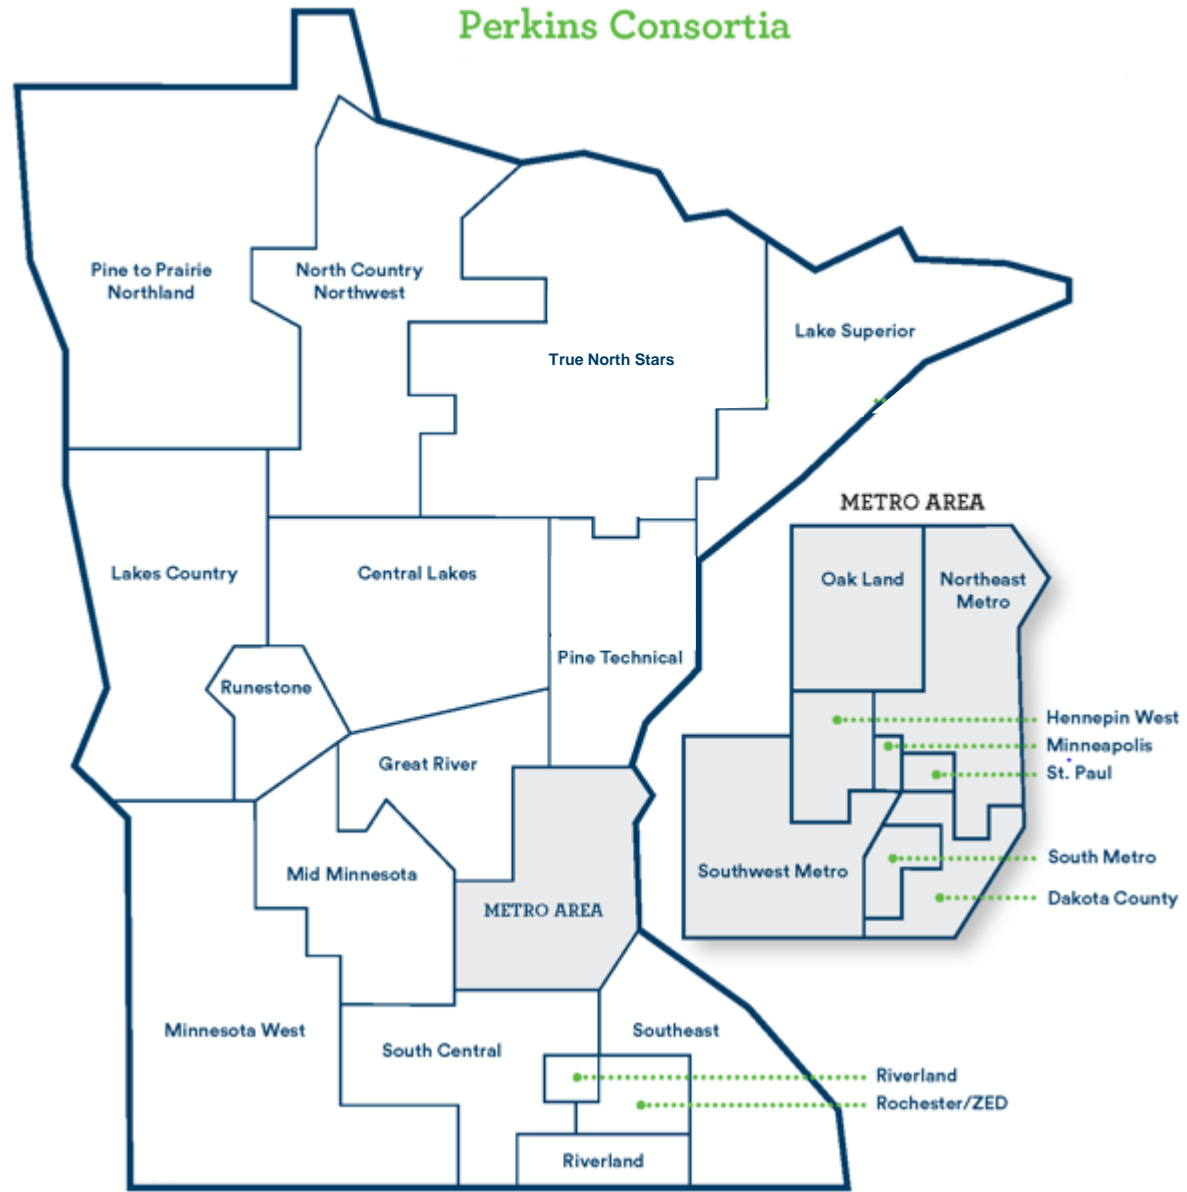 Perkins Consortia
Pine to Prairie
Northland
North Country
Northwest
Lake Superior
True North Stars
METRO AREA
Lakes Country
Central Lakes
Oak Land
Northeast
Metro
Pine Technical
Runestone
Hennepin West
Minneapolis
Great River
St. Paul
South Metro
Southwest Metro
Mid Minnesota
Dakota County
METRO AREA
Minnesota West
Southeast
South Central
Riverland
Rochester/ZED
Riverland